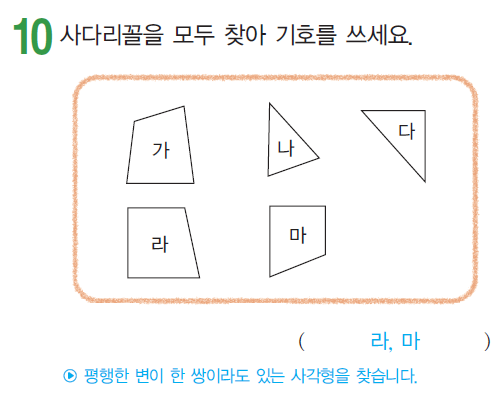 10 사다리꼴을 모두 찾아 기호를 쓰세요.
가 나 다
라 마
( 라, 마 )
▶ 평행한 변이 한 쌍이라도 있는 사각형을 찾습니다.